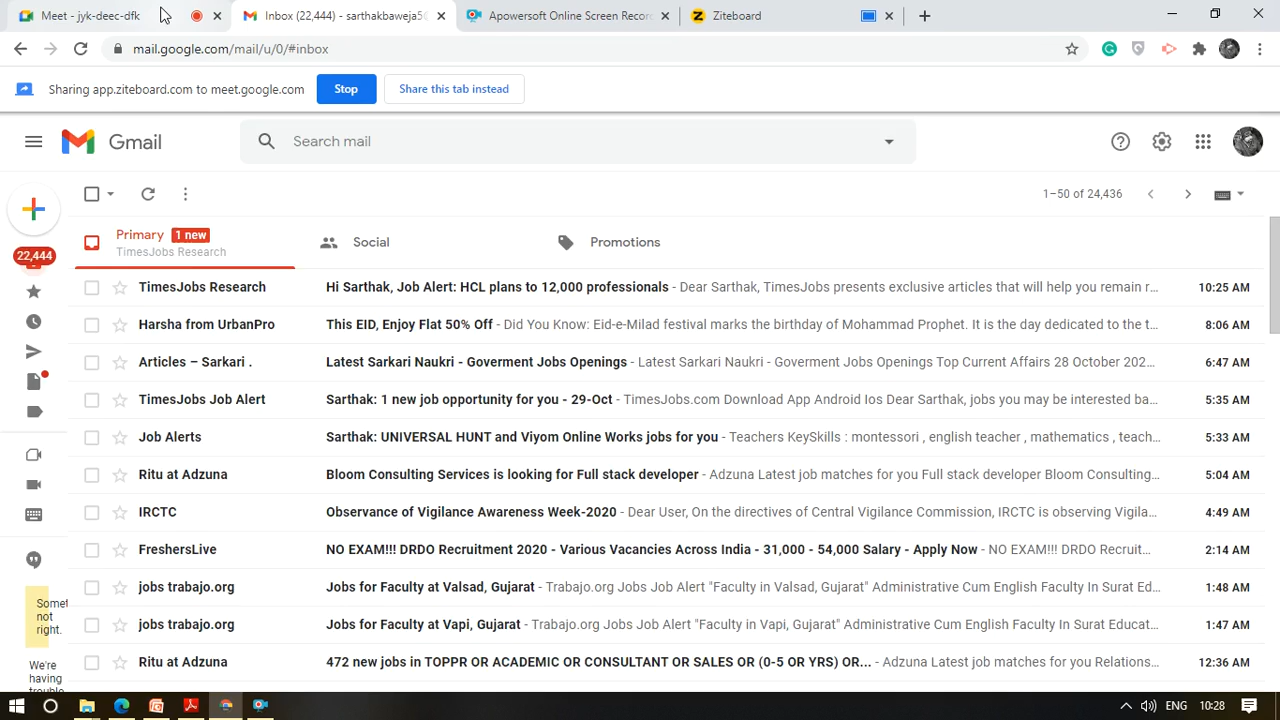 Meet - jyk-deec-dfk
Inbox (22,444) - sarthakbaweja5
Apowersoft Online Screen Recor
Ziteboard
mail.google.com/mail/u/0/#inbox
Sharing app.ziteboard.com to meet.google.com
Stop
Share this tab instead
Gmail
Search mail
1–50 of 24,436
22,444
Primary 1 new
TimesJobs Research
Social
Promotions
TimesJobs Research Hi Sarthak, Job Alert: HCL plans to 12,000 professionals - Dear Sarthak, TimesJobs presents exclusive articles that will help you remain r... 10:25 AM
Harsha from UrbanPro This EID, Enjoy Flat 50% Off - Did You Know: Eid-e-Milad festival marks the birthday of Mohammad Prophet. It is the day dedicated to the t... 8:06 AM
Articles – Sarkari . Latest Sarkari Naukri - Goverment Jobs Openings - Latest Sarkari Naukri - Goverment Jobs Openings Top Current Affairs 28 October 202... 6:47 AM
TimesJobs Job Alert Sarthak: 1 new job opportunity for you - 29-Oct - TimesJobs.com Download App Android Ios Dear Sarthak, jobs you may be interested ba... 5:35 AM
Job Alerts Sarthak: UNIVERSAL HUNT and Viyom Online Works jobs for you - Teachers KeySkills : montessori , english teacher , mathematics , teach... 5:33 AM
Ritu at Adzuna Bloom Consulting Services is looking for Full stack developer - Adzuna Latest job matches for you Full stack developer Bloom Consulting... 5:04 AM
IRCTC Observance of Vigilance Awareness Week-2020 - Dear User, On the directives of Central Vigilance Commission, IRCTC is observing Vigila... 4:49 AM
FreshersLive NO EXAM!!! DRDO Recruitment 2020 - Various Vacancies Across India - 31,000 - 54,000 Salary - Apply Now - NO EXAM!!! DRDO Recruit... 2:14 AM
jobs trabajo.org Jobs for Faculty at Valsad, Gujarat - Trabajo.org Jobs Job Alert "Faculty in Valsad, Gujarat" Administrative Cum English Faculty In Surat Ed... 1:48 AM
jobs trabajo.org Jobs for Faculty at Vapi, Gujarat - Trabajo.org Jobs Job Alert "Faculty in Vapi, Gujarat" Administrative Cum English Faculty In Surat Educat... 1:47 AM
Ritu at Adzuna 472 new jobs in TOPPR OR ACADEMIC OR CONSULTANT OR SALES OR (0-5 OR YRS) OR... - Adzuna Latest job matches for you Relations... 12:36 AM
Somet
not
right.
We're
having
trouble
ENG
10:28